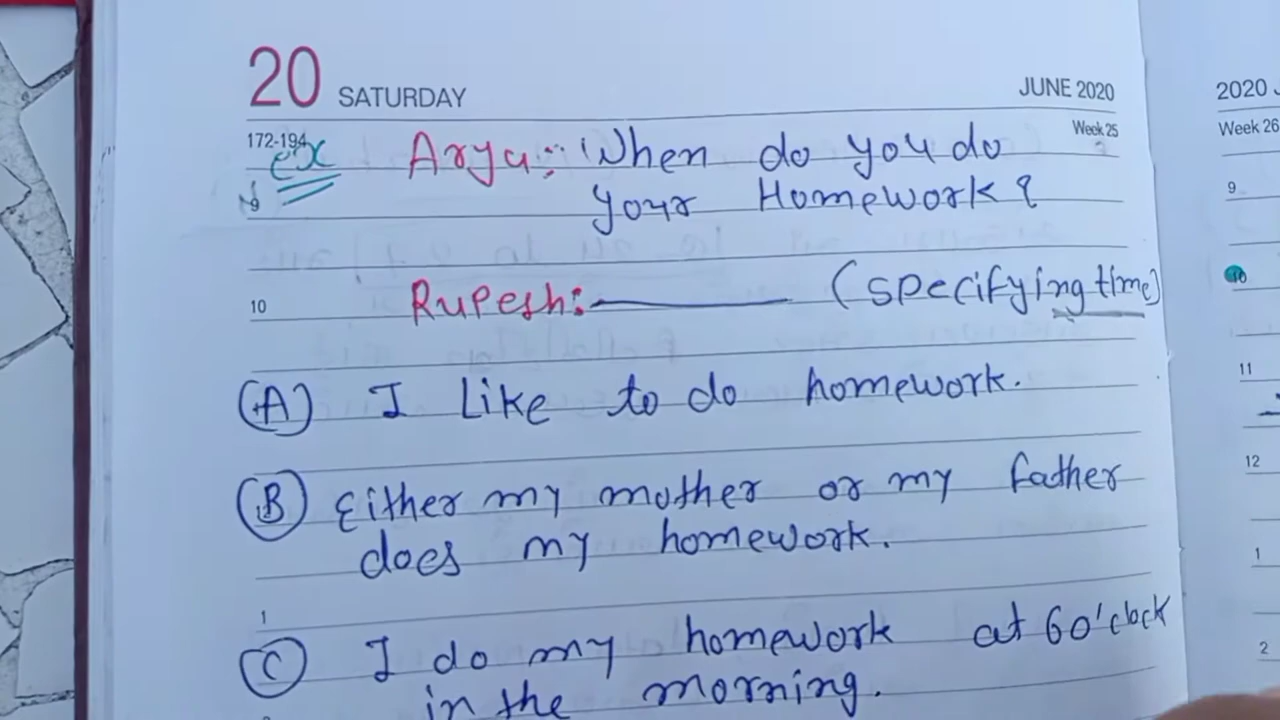 20 SATURDAY
JUNE 2020
172-194
Week 25
ex Arya:- When do you do
your Homework?
9
Rupesh: ———— (specifying time)
10
(A) I Like to do homework.
(B) Either my mother or my father
does my homework.
1
(C) I do my homework at 6 o'clock
in the morning.
2020 J
Week 26
9
10
11
12
1
2